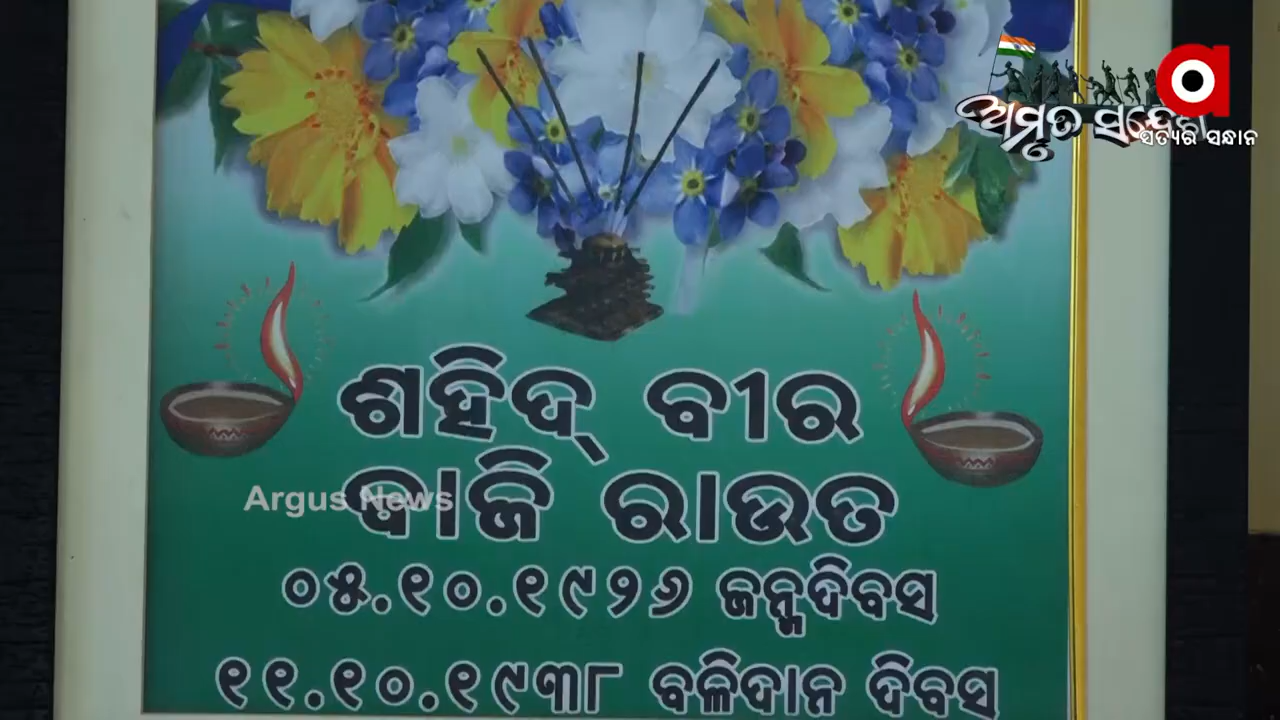 ଅମୃତ ସନ୍ଦେଶ
ସତ୍ୟର ସନ୍ଧାନ
ଶହିଦ୍ ବୀର
ବାଜି ରାଉତ
Argus News
୦୫.୧୦.୧୯୨୬ ଜନ୍ମଦିବସ
୧୧.୧୦.୧୯୩୮ ବଳିଦାନ ଦିବସ